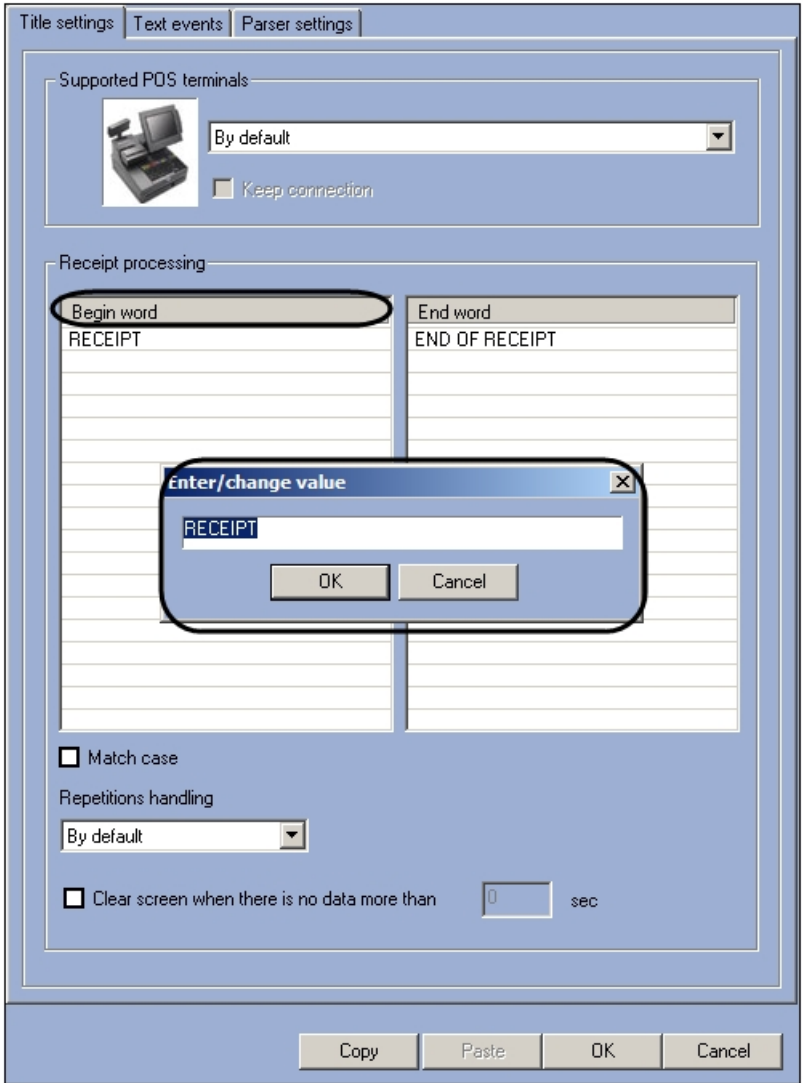 Title settings Text events Parser settings
Supported POS terminals
By default
Keep connection
Receipt processing
Begin word End word
RECEIPT END OF RECEIPT
Enter/change value
RECEIPT
OK Cancel
Match case
Repetitions handling
By default
Clear screen when there is no data more than 0 sec
Copy Paste OK Cancel